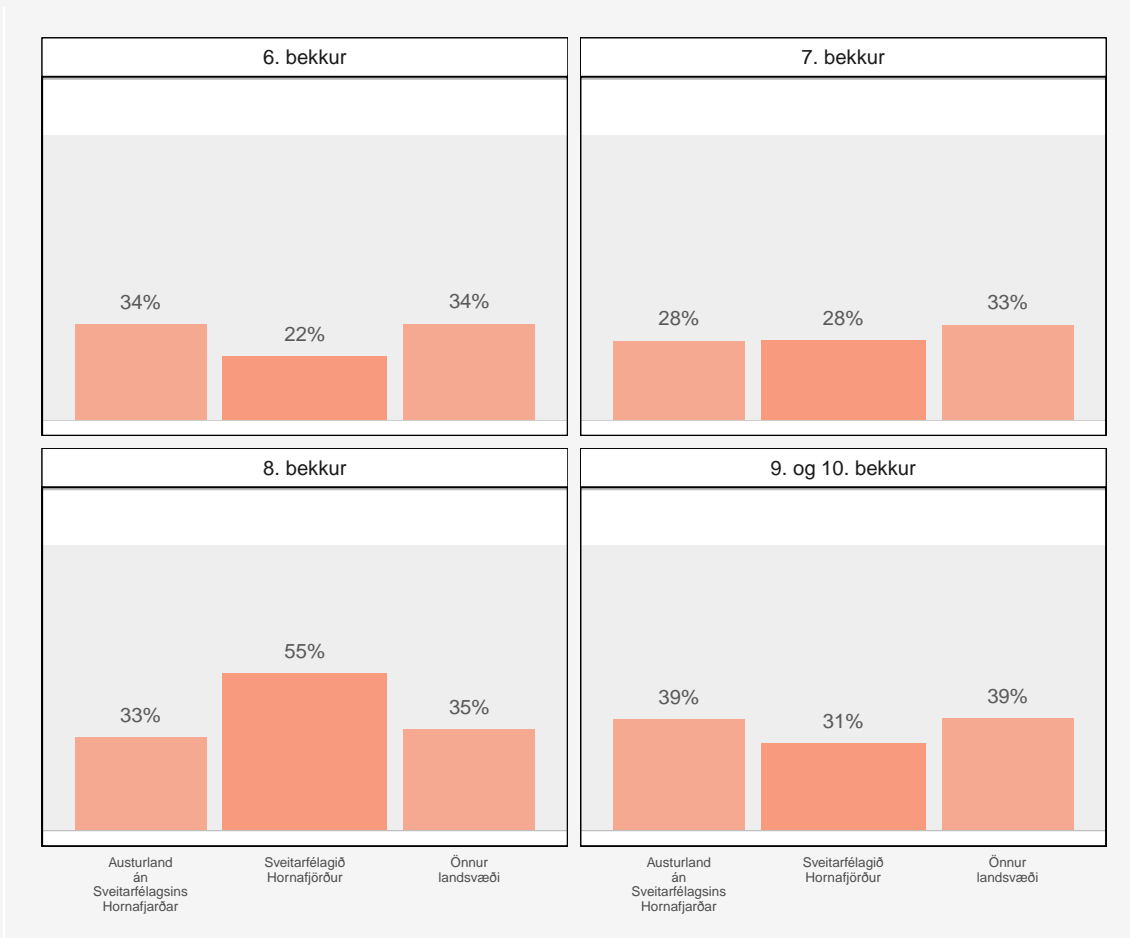 6. bekkur
7. bekkur
34%
22%
34%
28%
28%
33%
8. bekkur
9. og 10. bekkur
33%
55%
35%
39%
31%
39%
Austurland
án
Sveitarfélagsins
Hornafjarðar
Sveitarfélagið
Hornafjörður
Önnur
landsvæði
Austurland
án
Sveitarfélagsins
Hornafjarðar
Sveitarfélagið
Hornafjörður
Önnur
landsvæði